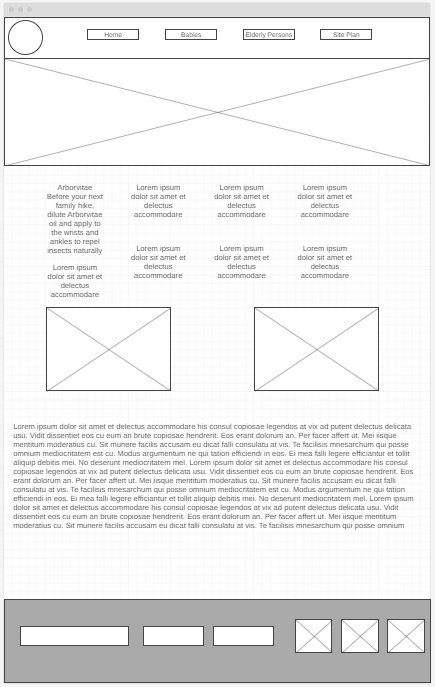 Home
Babies
Elderly Persons
Site Plan
Arborvitae
Before your next
family hike,
dilute Arborvitae
oil and apply to
the wrists and
ankles to repel
insects naturally
Lorem ipsum
dolor sit amet et
delectus
accommodare
Lorem ipsum
dolor sit amet et
delectus
accommodare
Lorem ipsum
dolor sit amet et
delectus
accommodare
Lorem ipsum
dolor sit amet et
delectus
accommodare
Lorem ipsum
dolor sit amet et
delectus
accommodare
Lorem ipsum
dolor sit amet et
delectus
accommodare
Lorem ipsum
dolor sit amet et
delectus
accommodare
Lorem ipsum dolor sit amet et delectus accommodare his consul copiosae legendos at vix ad putent delectus delicata
usu. Vidit dissentiet eos cu eum an brute copiosae hendrerit. Eos erant dolorum an. Per facer affert ut. Mei iisque
mentitum moderatius cu. Sit munere facilis accusam eu dicat falli consulatu at vis. Te facilisis mnesarchum qui posse
omnium mediocritatem est cu. Modus argumentum ne qui tation efficiendi in eos. Ei mea falli legere efficiantur et tollit
aliquip debitis mei. No deserunt mediocritatem mel. Lorem ipsum dolor sit amet et delectus accommodare his consul
copiosae legendos at vix ad putent delectus delicata usu. Vidit dissentiet eos cu eum an brute copiosae hendrerit. Eos
erant dolorum an. Per facer affert ut. Mei iisque mentitum moderatius cu. Sit munere facilis accusam eu dicat falli
consulatu at vis. Te facilisis mnesarchum qui posse omnium mediocritatem est cu. Modus argumentum ne qui tation
efficiendi in eos. Ei mea falli legere efficiantur et tollit aliquip debitis mei. No deserunt mediocritatem mel. Lorem ipsum
dolor sit amet et delectus accommodare his consul copiosae legendos at vix ad putent delectus delicata usu. Vidit
dissentiet eos cu eum an brute copiosae hendrerit. Eos erant dolorum an. Per facer affert ut. Mei iisque mentitum
moderatius cu. Sit munere facilis accusam eu dicat falli consulatu at vis. Te facilisis mnesarchum qui posse omnium